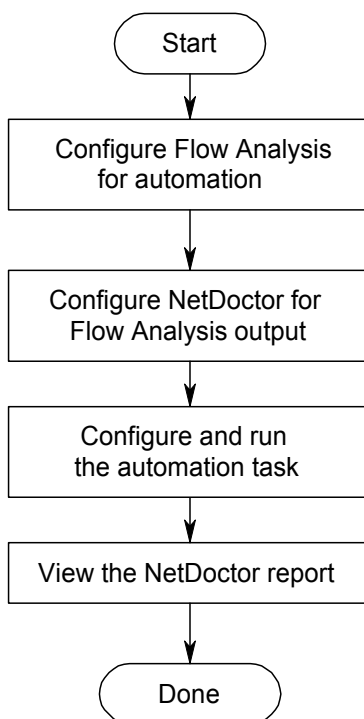 Start
Configure Flow Analysis
for automation
Configure NetDoctor for
Flow Analysis output
Configure and run
the automation task
View the NetDoctor report
Done